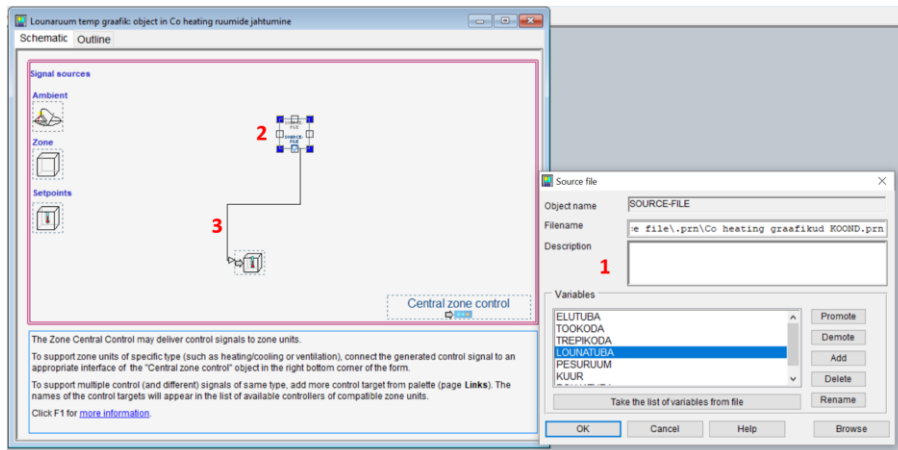 Lounaruum temp graafik: object in Co heating ruumide jahtumine
Schematic Outline
Signal sources
Ambient
Zone
Setpoints
2
FILE
SOURCE-
FILE
3
Central zone control
The Zone Central Control may deliver control signals to zone units.
To support zone units of specific type (such as heating/cooling or ventilation), connect the generated control signal to an
appropriate interface of the "Central zone control" object in the right bottom corner of the form.
To support multiple control (and different) signals of same type, add more control target from palette (page Links). The
names of the control targets will appear in the list of available controllers of compatible zone units.
Click F1 for more information.
Source file
Object name SOURCE-FILE
Filename :e file\.prn\Co heating graafikud KOOND.prn
Description
1
Variables
ELUTUBA
TOOKODA
TREPIKODA
LOUNATUBA
PESURUUM
KUUR
Promote
Demote
Add
Delete
Rename
Take the list of variables from file
OK Cancel Help Browse